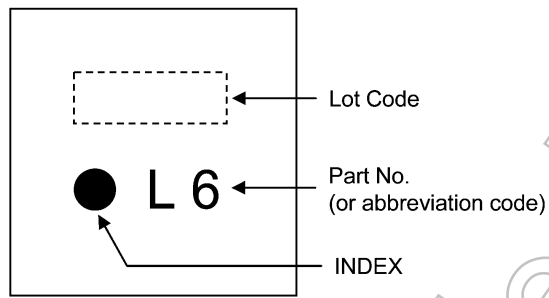 Lot Code
L 6
Part No.
(or abbreviation code)
INDEX